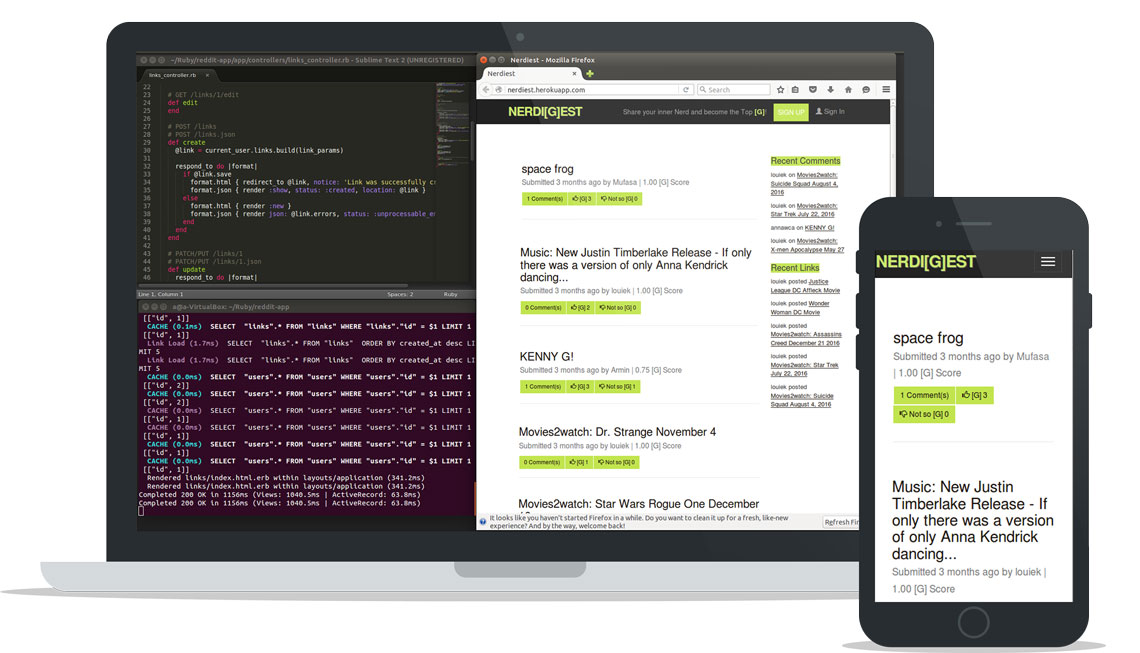 ~/Ruby/reddit-app/app/controllers/links_controller.rb - Sublime Text 2 (UNREGISTERED)
links_controller.rb ×
22
23 # GET /links/1/edit
24 def edit
25 end
26
27 # POST /links
28 # POST /links.json
29 def create
30 @link = current_user.links.build(link_params)
31
32 respond_to do |format|
33 if @link.save
34 format.html { redirect_to @link, notice: 'Link was successfully c
35 format.json { render :show, status: :created, location: @link }
36 else
37 format.html { render :new }
38 format.json { render json: @link.errors, status: :unprocessable_e
39 end
40 end
41 end
42
43 # PATCH/PUT /links/1
44 # PATCH/PUT /links/1.json
45 def update
46 respond_to do |format|
Line 1, Column 1 Spaces: 2 Ruby
a@a-VirtualBox: ~/Ruby/reddit-app
[["id", 1]]
CACHE (0.1ms) SELECT "links".* FROM "links" WHERE "links"."id" = $1 LIMIT 1
[["id", 1]]
Link Load (1.7ms) SELECT "links".* FROM "links" ORDER BY created_at desc LI
MIT 5
Link Load (1.7ms) SELECT "links".* FROM "links" ORDER BY created_at desc LI
MIT 5
CACHE (0.0ms) SELECT "users".* FROM "users" WHERE "users"."id" = $1 LIMIT 1
[["id", 2]]
CACHE (0.0ms) SELECT "users".* FROM "users" WHERE "users"."id" = $1 LIMIT 1
[["id", 2]]
CACHE (0.0ms) SELECT "users".* FROM "users" WHERE "users"."id" = $1 LIMIT 1
[["id", 1]]
CACHE (0.0ms) SELECT "users".* FROM "users" WHERE "users"."id" = $1 LIMIT 1
[["id", 1]]
CACHE (0.0ms) SELECT "users".* FROM "users" WHERE "users"."id" = $1 LIMIT 1
[["id", 1]]
Rendered links/index.html.erb within layouts/application (341.2ms)
Rendered links/index.html.erb within layouts/application (341.2ms)
Completed 200 OK in 1156ms (Views: 1040.5ms | ActiveRecord: 63.8ms)
Completed 200 OK in 1156ms (Views: 1040.5ms | ActiveRecord: 63.8ms)
Nerdiest - Mozilla Firefox
Nerdiest ×
nerdiest.herokuapp.com Search
NERDI[G]EST Share your inner Nerd and become the Top [G]! SIGN UP Sign In
space frog
Submitted 3 months ago by Mufasa | 1.00 [G] Score
1 Comment(s) [G] 3 Not so [G] 0
Music: New Justin Timberlake Release - If only
there was a version of only Anna Kendrick
dancing...
Submitted 3 months ago by louiek | 1.00 [G] Score
0 Comment(s) [G] 2 Not so [G] 0
KENNY G!
Submitted 3 months ago by Armin | 0.75 [G] Score
1 Comment(s) [G] 3 Not so [G] 1
Movies2watch: Dr. Strange November 4
Submitted 3 months ago by louiek | 1.00 [G] Score
0 Comment(s) [G] 1 Not so [G] 0
Movies2watch: Star Wars Rogue One December
Recent Comments
louiek on Movies2watch:
Suicide Squad August 4,
2016
louiek on Movies2watch:
Star Trek July 22, 2016
annawca on KENNY G!
louiek on Movies2watch:
X-men Apocalypse May 27
Recent Links
louiek posted Justice
League DC Affleck Movie
louiek posted Wonder
Woman DC Movie
louiek posted
Movies2watch: Assassins
Creed December 21 2016
louiek posted
Movies2watch: Star Trek
July 22, 2016
louiek posted
Movies2watch: Suicide
Squad August 4, 2016
It looks like you haven't started Firefox in a while. Do you want to clean it up for a fresh, like-new
experience? And by the way, welcome back!
Refresh Fir
NERDI[G]EST
space frog
Submitted 3 months ago by Mufasa
| 1.00 [G] Score
1 Comment(s) [G] 3
Not so [G] 0
Music: New Justin
Timberlake Release - If
only there was a version
of only Anna Kendrick
dancing...
Submitted 3 months ago by louiek |
1.00 [G] Score